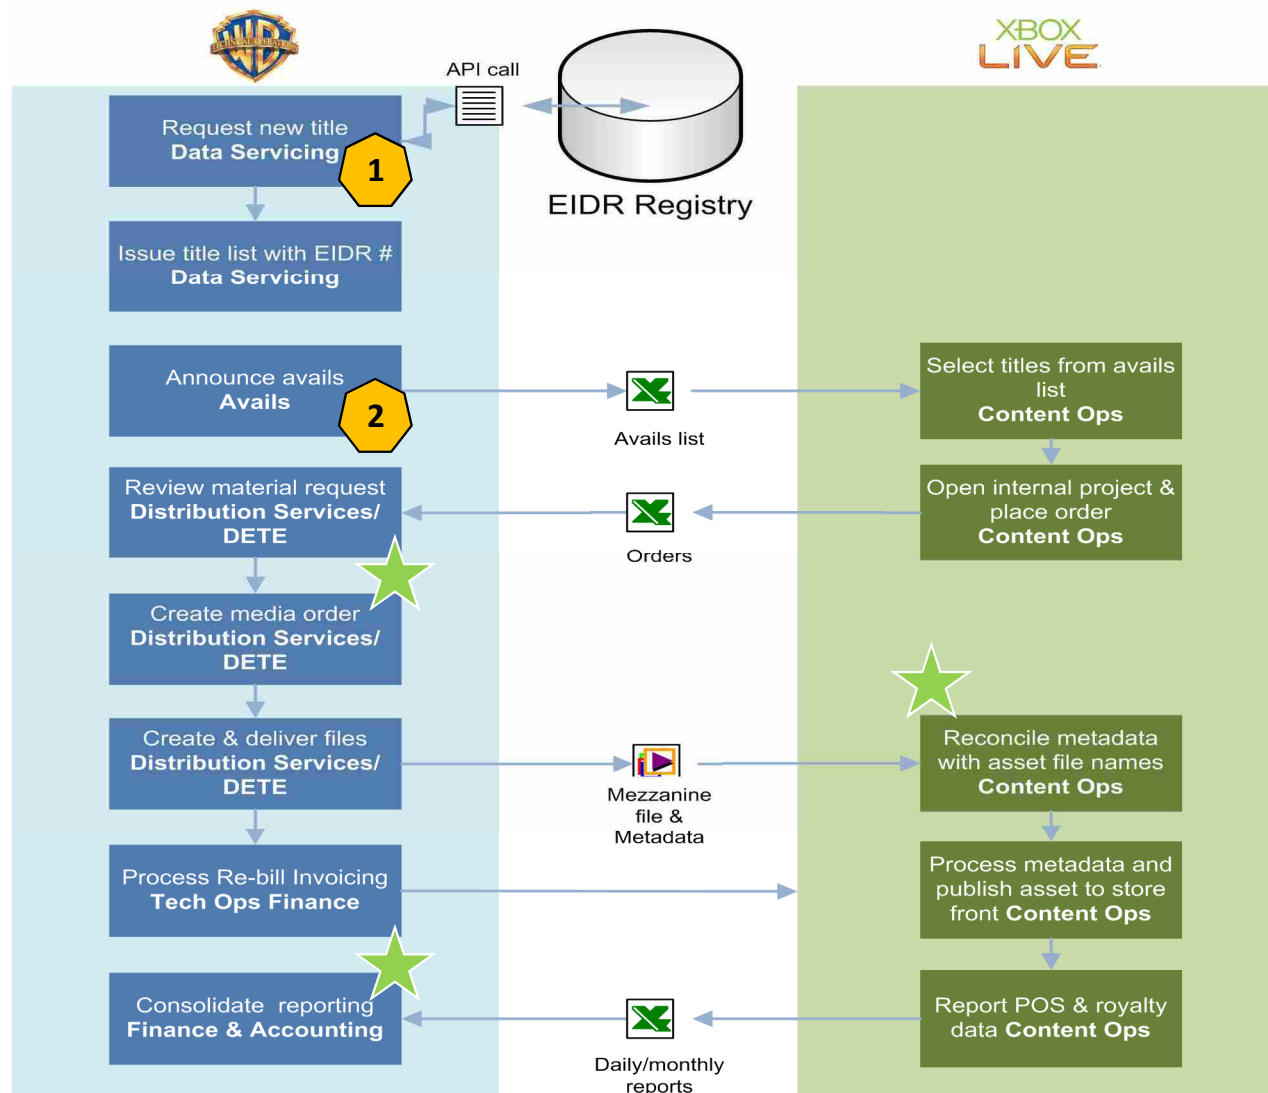 WB
TECHNICAL OPERATIONS
XBOX
LIVE
API call
Request new title
Data Servicing
1
EIDR Registry
Issue title list with EIDR #
Data Servicing
Announce avails
Avails
2
Avails list
Select titles from avails
list
Content Ops
Review material request
Distribution Services/
DETE
Orders
Open internal project &
place order
Content Ops
Create media order
Distribution Services/
DETE
Create & deliver files
Distribution Services/
DETE
Mezzanine
file &
Metadata
Reconcile metadata
with asset file names
Content Ops
Process Re-bill Invoicing
Tech Ops Finance
Process metadata and
publish asset to store
front Content Ops
Consolidate reporting
Finance & Accounting
Daily/monthly
reports
Report POS & royalty
data Content Ops